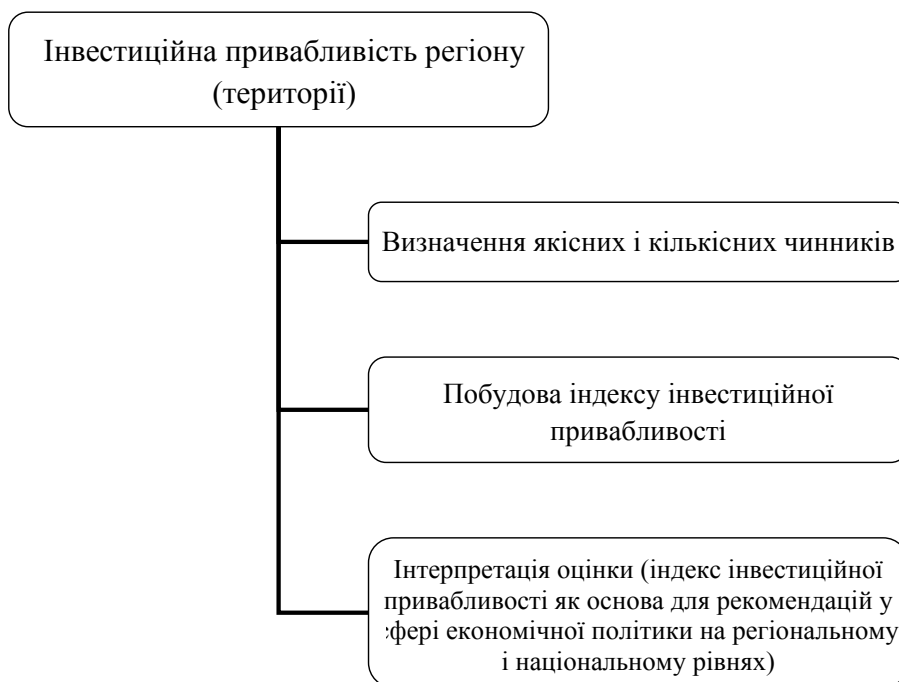 Інвестиційна привабливість регіону
(території)
Визначення якісних і кількісних чинників
Побудова індексу інвестиційної
привабливості
Інтерпретація оцінки (індекс інвестиційної
привабливості як основа для рекомендацій у
сфері економічної політики на регіональному
і національному рівнях)